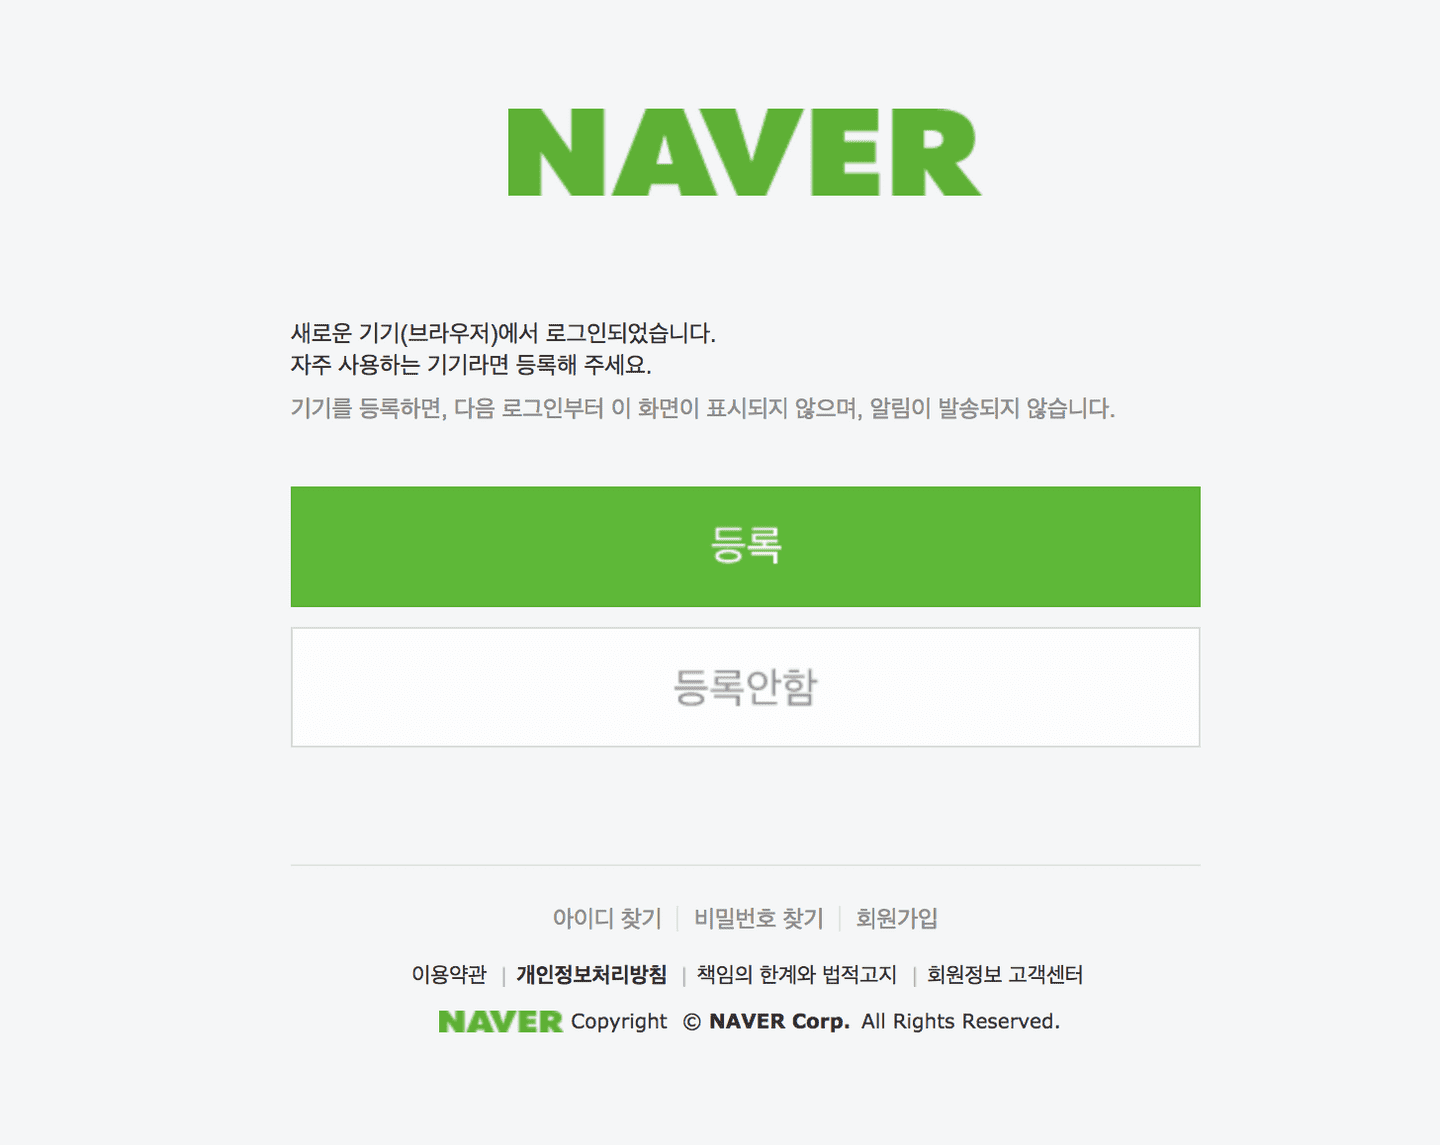 NAVER
새로운 기기(브라우저)에서 로그인되었습니다.
자주 사용하는 기기라면 등록해 주세요.
기기를 등록하면, 다음 로그인부터 이 화면이 표시되지 않으며, 알림이 발송되지 않습니다.
등록
등록안함
아이디 찾기 | 비밀번호 찾기 | 회원가입
이용약관 | 개인정보처리방침 | 책임의 한계와 법적고지 | 회원정보 고객센터
NAVER Copyright © NAVER Corp. All Rights Reserved.